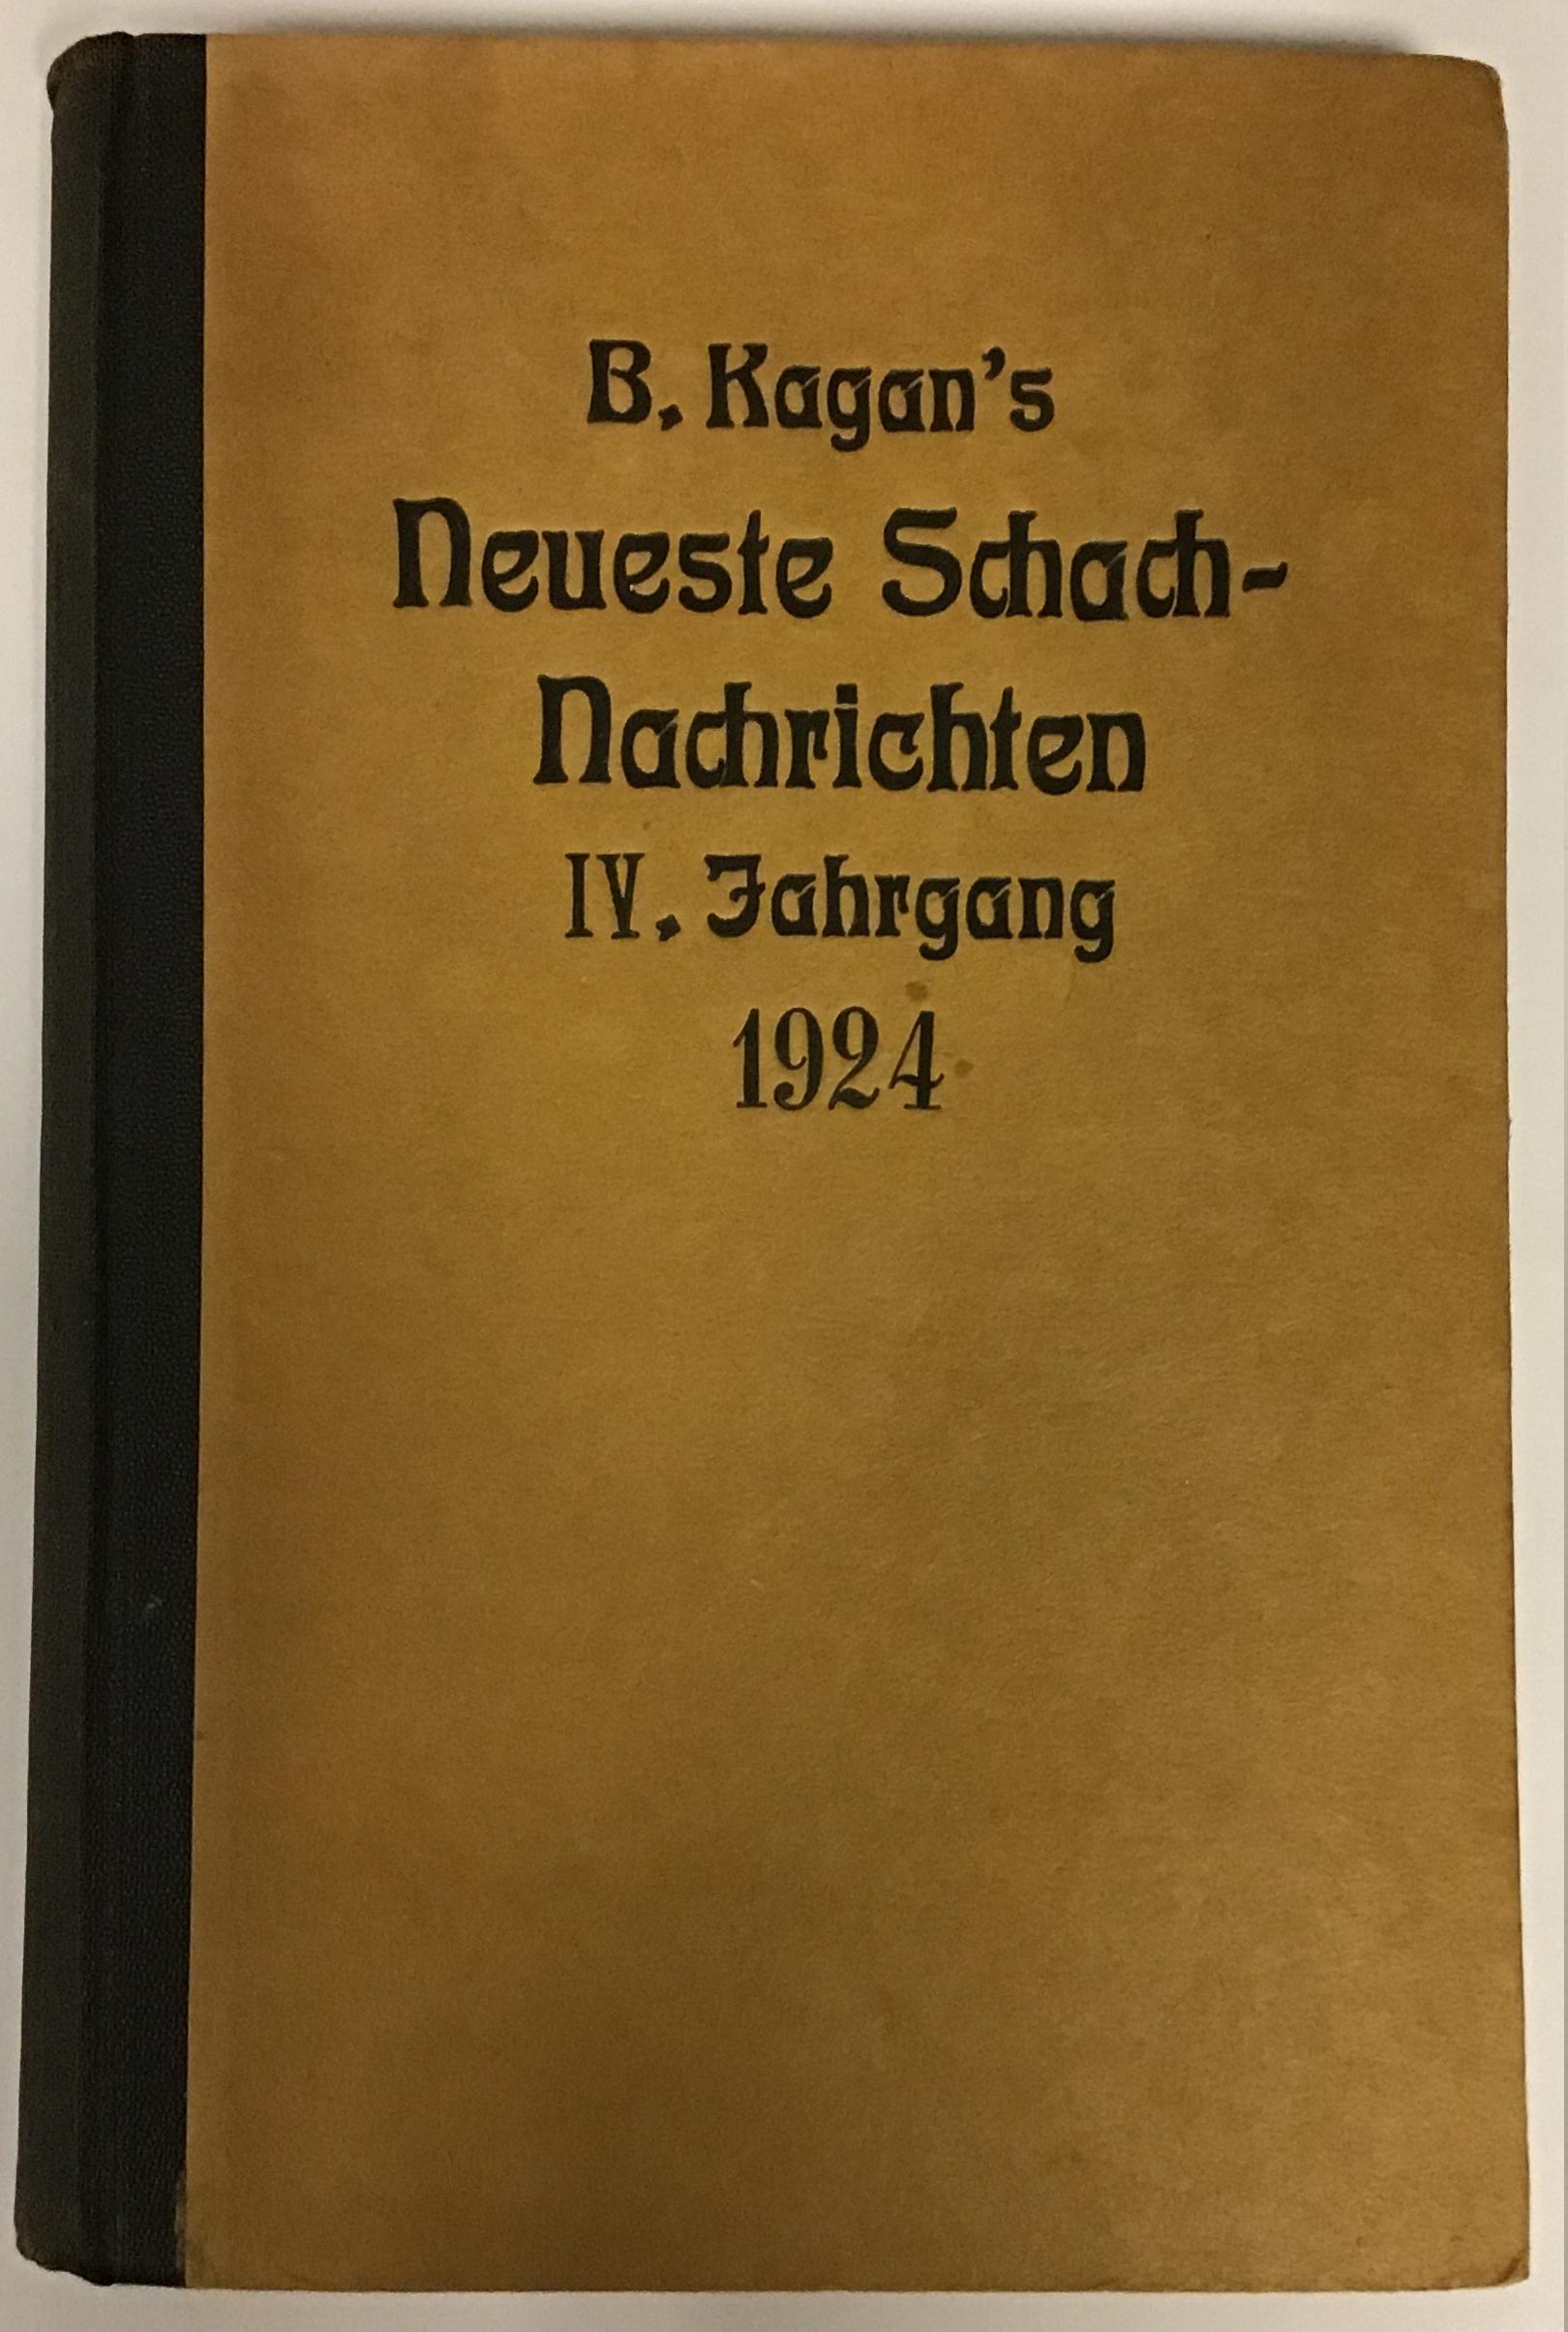 B. Kagan's
Neueste Schach-
Nachrichten
IV. Jahrgang
1924